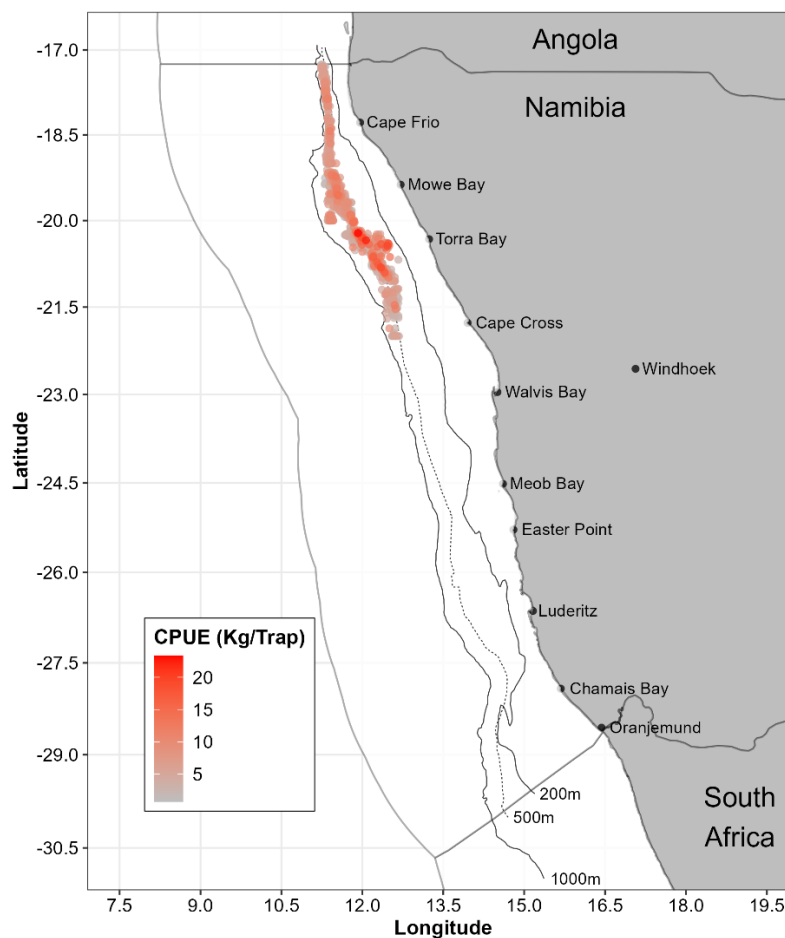 Angola
Namibia
-17.0
-18.5
-20.0
-21.5
-23.0
-24.5
-26.0
-27.5
-29.0
-30.5
Latitude
Cape Frio
Mowe Bay
Torra Bay
Cape Cross
Windhoek
Walvis Bay
Meob Bay
Easter Point
Luderitz
Chamais Bay
Oranjemund
CPUE (Kg/Trap)
20
15
10
5
200m
500m
1000m
South
Africa
7.5 9.0 10.5 12.0 13.5 15.0 16.5 18.0 19.5
Longitude